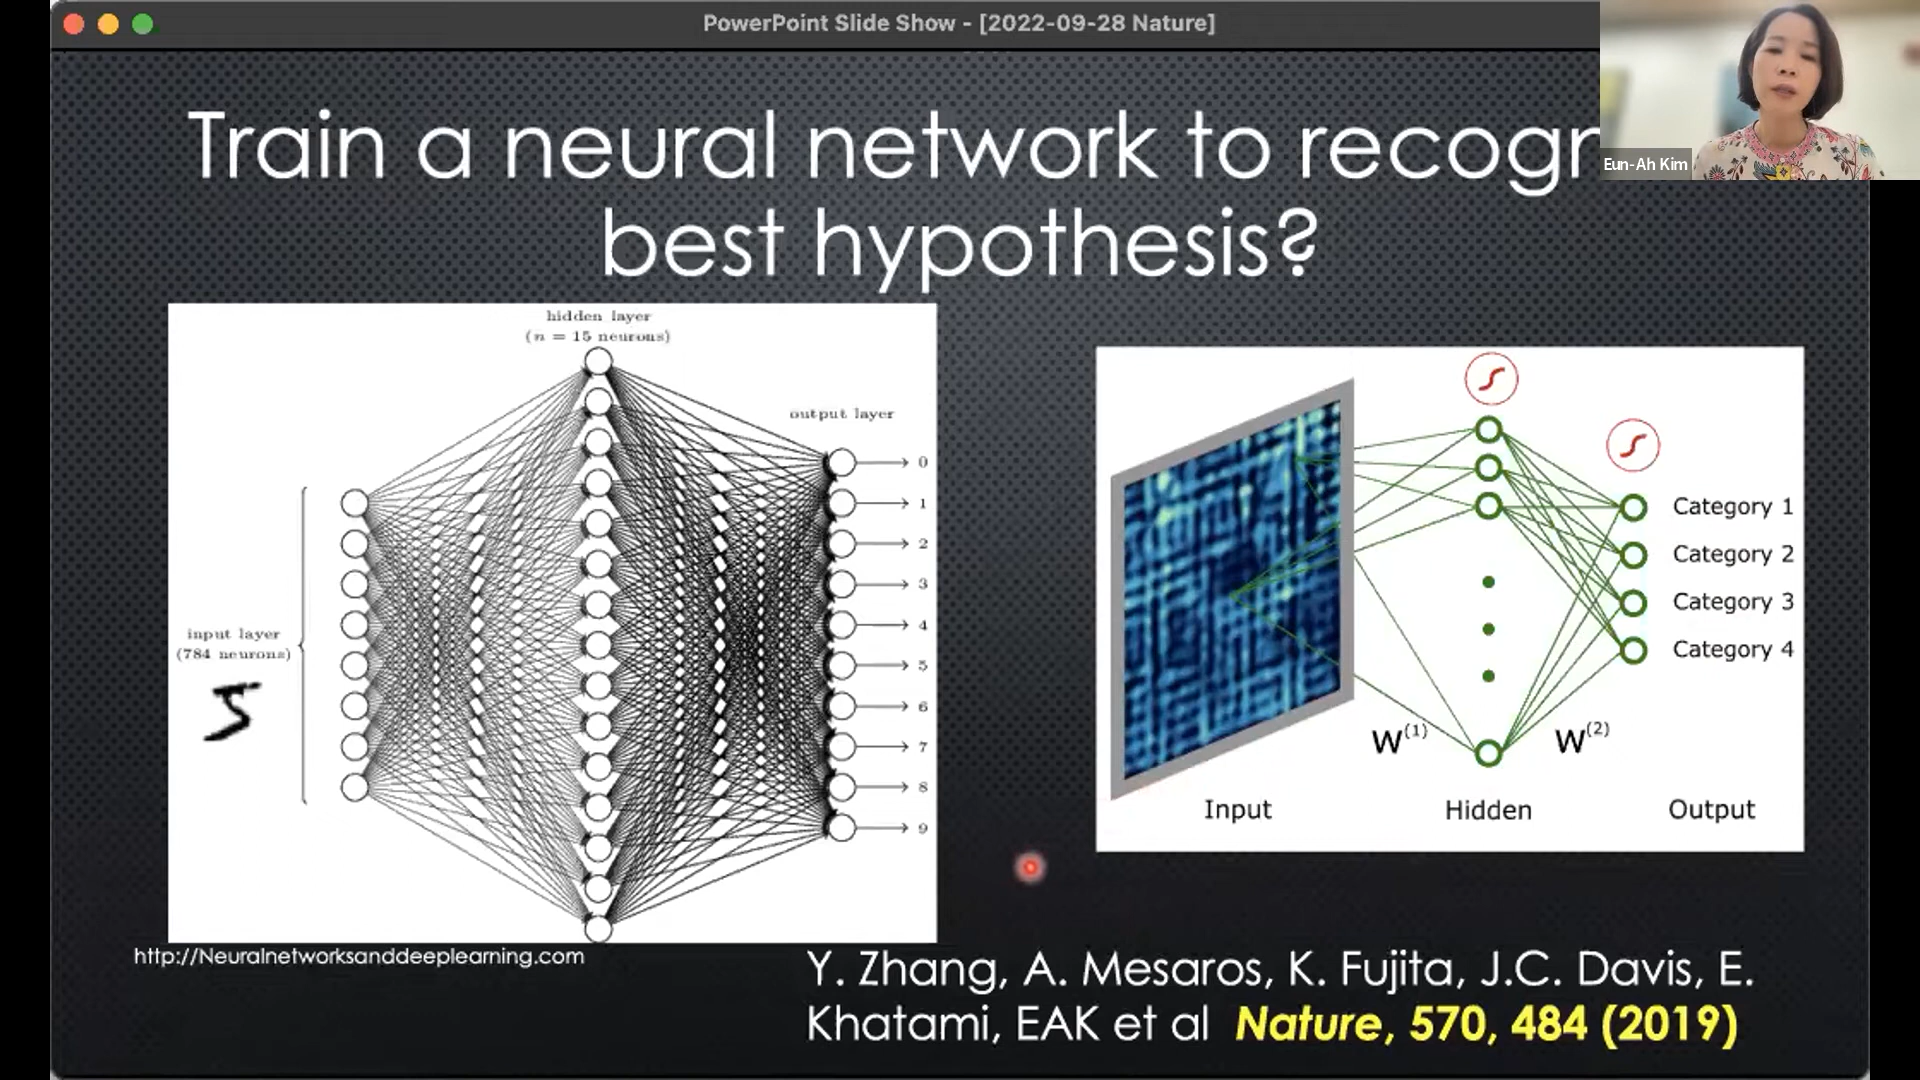 PowerPoint Slide Show - [2022-09-28 Nature]
Eun-Ah Kim
Train a neural network to recogn
best hypothesis?
hidden layer
(n = 15 neurons)
output layer
input layer
(784 neurons)
5
0
1
2
3
4
5
6
7
8
9
http://Neuralnetworksanddeeplearning.com
Category 1
Category 2
Category 3
Category 4
W(1)
W(2)
Input
Hidden
Output
Y. Zhang, A. Mesaros, K. Fujita, J.C. Davis, E.
Khatami, EAK et al Nature, 570, 484 (2019)